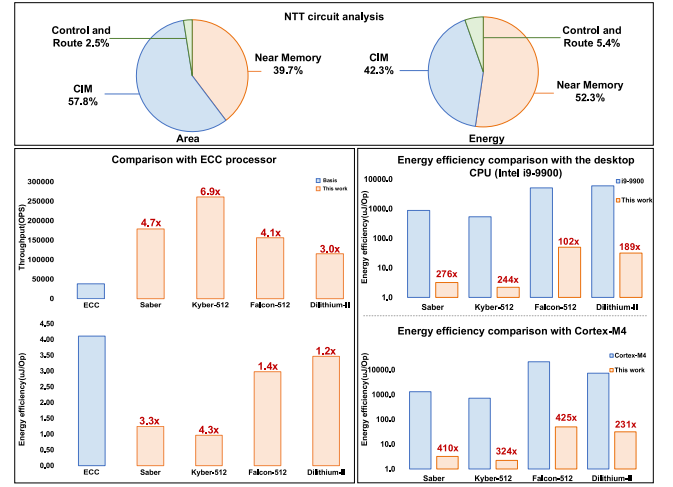 NTT circuit analysis
Control and
Route 2.5%
CIM
57.8%
Near Memory
39.7%
Area
Control and
Route 5.4%
CIM
42.3%
Near Memory
52.3%
Energy
Comparison with ECC processor
Basis
This work
Throughput(OPS)
300000
250000
200000
150000
100000
50000
0
4.7x
6.9x
4.1x
3.0x
ECC
Saber
Kyber-512
Falcon-512
Dilithium-II
Energy efficiency(uJ/Op)
4,50
3,50
3,00
2,50
2,00
1,50
1,00
0,50
0,00
3.3x
4.3x
1.4x
1.2x
ECC
Saber
Kyber-512
Falcon-512
Dilithium-II
Energy efficiency comparison with the desktop
CPU (Intel i9-9900)
i9-9900
This work
Energy efficiency(uJ/Op)
10000.0
1000.0
100.0
10.0
1,0
276x
244x
102x
189x
Saber
Kyber-512
Falcon-512
Dilithium-II
Energy efficiency comparison with Cortex-M4
Cortex-M4
This work
Energy efficiency(uJ/Op)
10000.0
1000.0
100.0
10.0
1.0
410x
324x
425x
231x
Saber
Kyber-512
Falcon-512
Dilithium-II